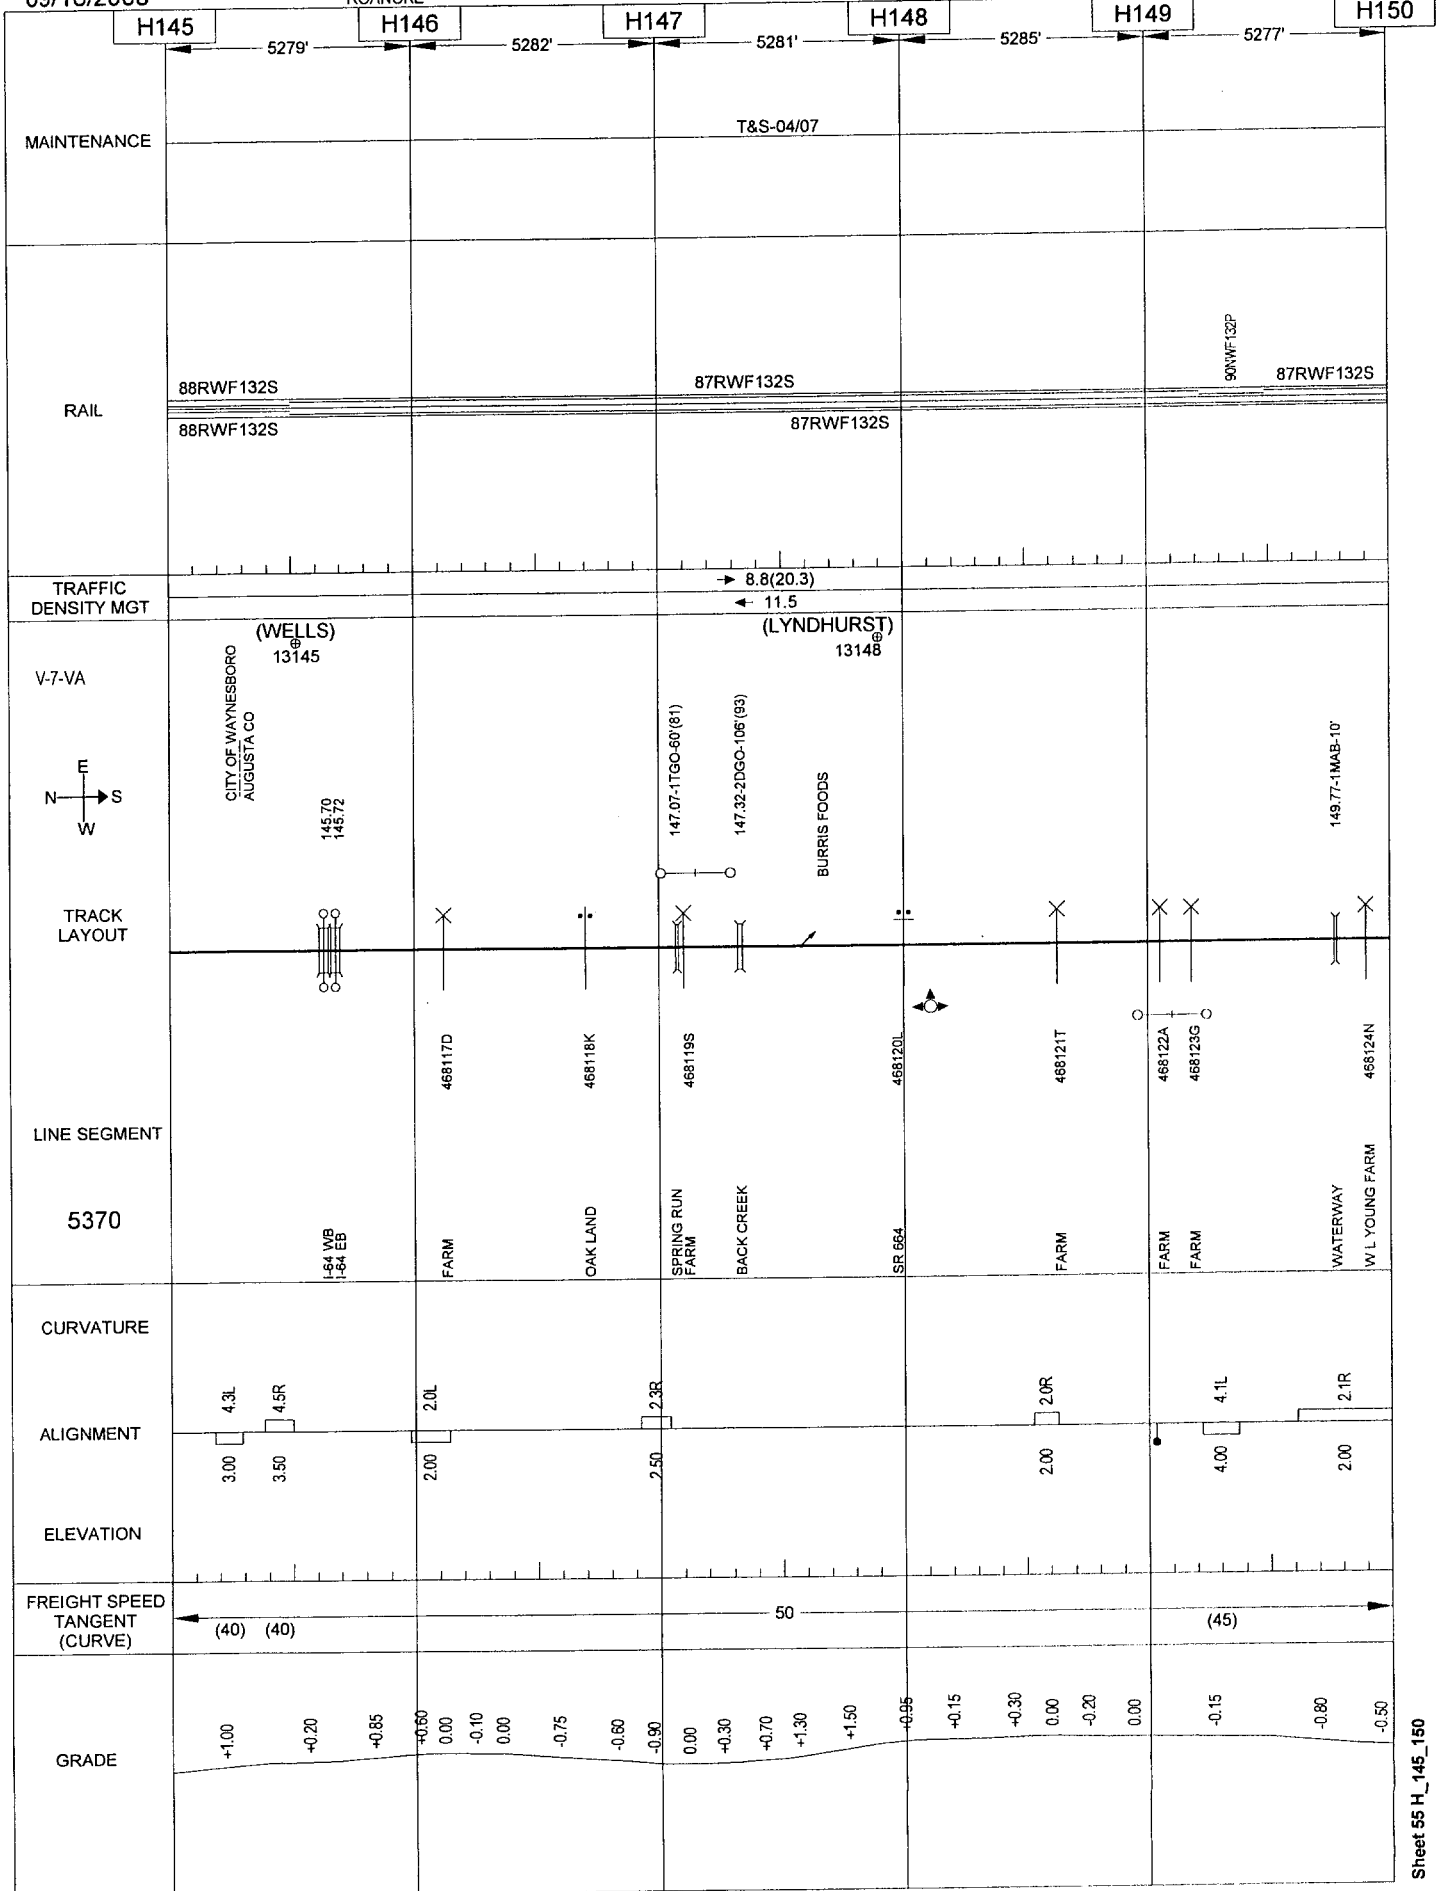 H145
H146
H147
H148
H149
H150
5279'
5282'
5281'
5285'
5277'
MAINTENANCE
T&S-04/07
RAIL
88RWF132S
87RWF132S
90NWF132P
87RWF132S
88RWF132S
87RWF132S
TRAFFIC
DENSITY MGT
8.8(20.3)
11.5
V-7-VA
(WELLS)
13145
(LYNDHURST)
13148
CITY OF WAYNESBORO
AUGUSTA CO
E
N S
W
145.70
145.72
147.07-1TGO-60'(81)
147.32-2DGO-106'(93)
BURRIS FOODS
149.77-1MAB-10'
TRACK
LAYOUT
468117D
468118K
468119S
468120L
468121T
468122A
468123G
468124N
LINE SEGMENT
5370
I-64 WB
I-64 EB
FARM
OAK LAND
SPRING RUN
FARM
BACK CREEK
SR 664
FARM
FARM
FARM
WATERWAY
W L YOUNG FARM
CURVATURE
4.3L
4.5R
2.0L
2.3R
2.0R
4.1L
2.1R
ALIGNMENT
3.00
3.50
2.00
2.50
2.00
4.00
2.00
ELEVATION
FREIGHT SPEED
TANGENT
(CURVE)
50
(40) (40)
(45)
GRADE
+1.00
+0.20
+0.85
+0.60
0.00
-0.10
0.00
-0.75
-0.60
-0.90
0.00
+0.30
+0.70
+1.30
+1.50
+0.95
+0.15
+0.30
0.00
-0.20
0.00
-0.15
-0.80
-0.50
Sheet 55 H_145_150